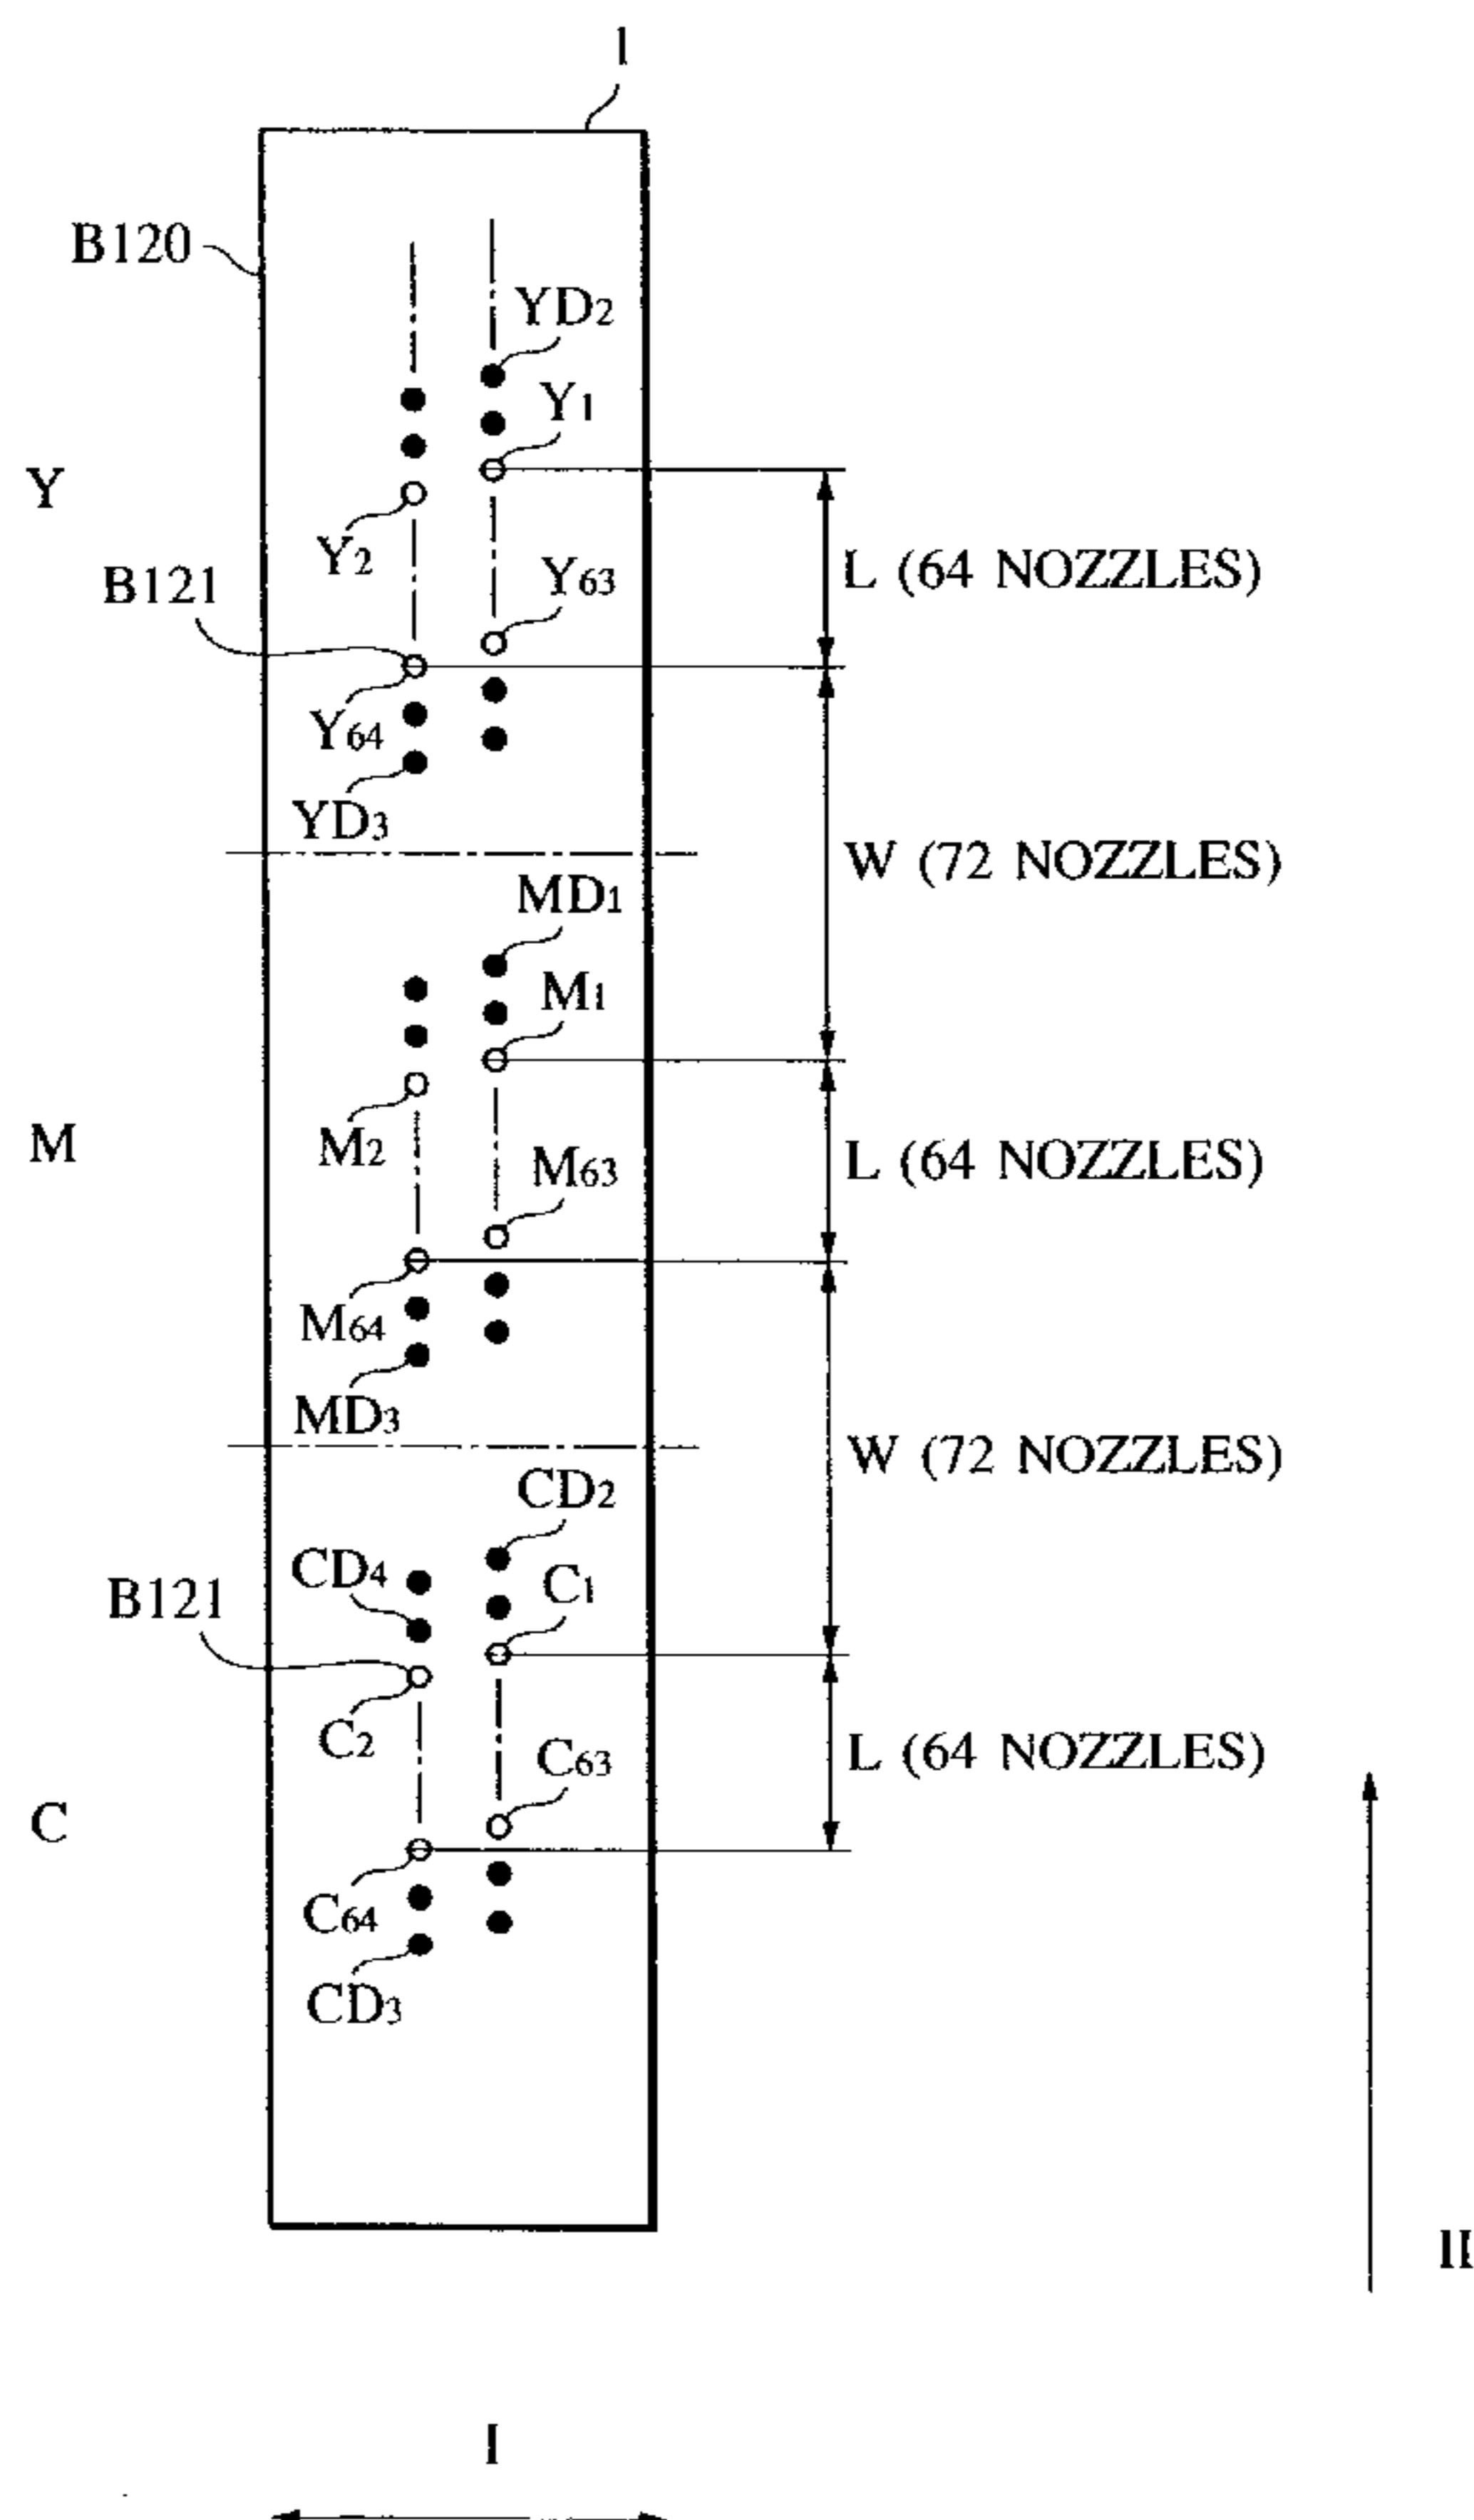 1
B120
YD2
Y1
Y
Y2
Y63
L (64 NOZZLES)
B121
Y64
YD3
W (72 NOZZLES)
MD1
M1
M
M2
M63
L (64 NOZZLES)
M64
MD3
W (72 NOZZLES)
CD2
CD4
C1
B121
C2
C63
L (64 NOZZLES)
C
C64
CD3
II
I